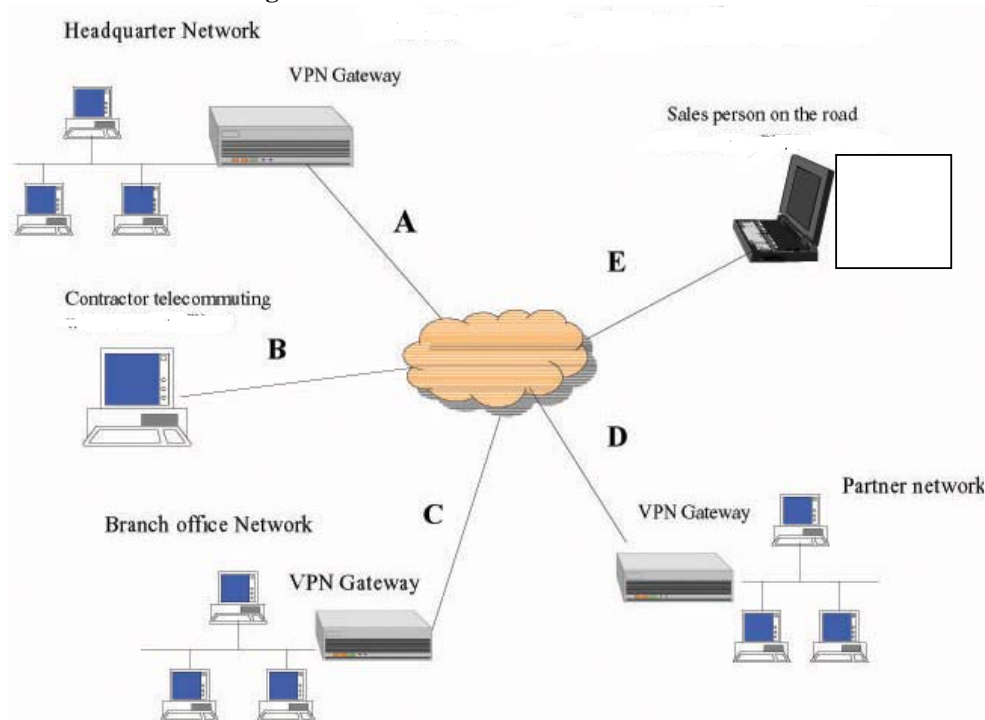 Headquarter Network
VPN Gateway
Sales person on the road
A
E
Contractor telecommuting
B
D
Partner network
C
VPN Gateway
Branch office Network
VPN Gateway